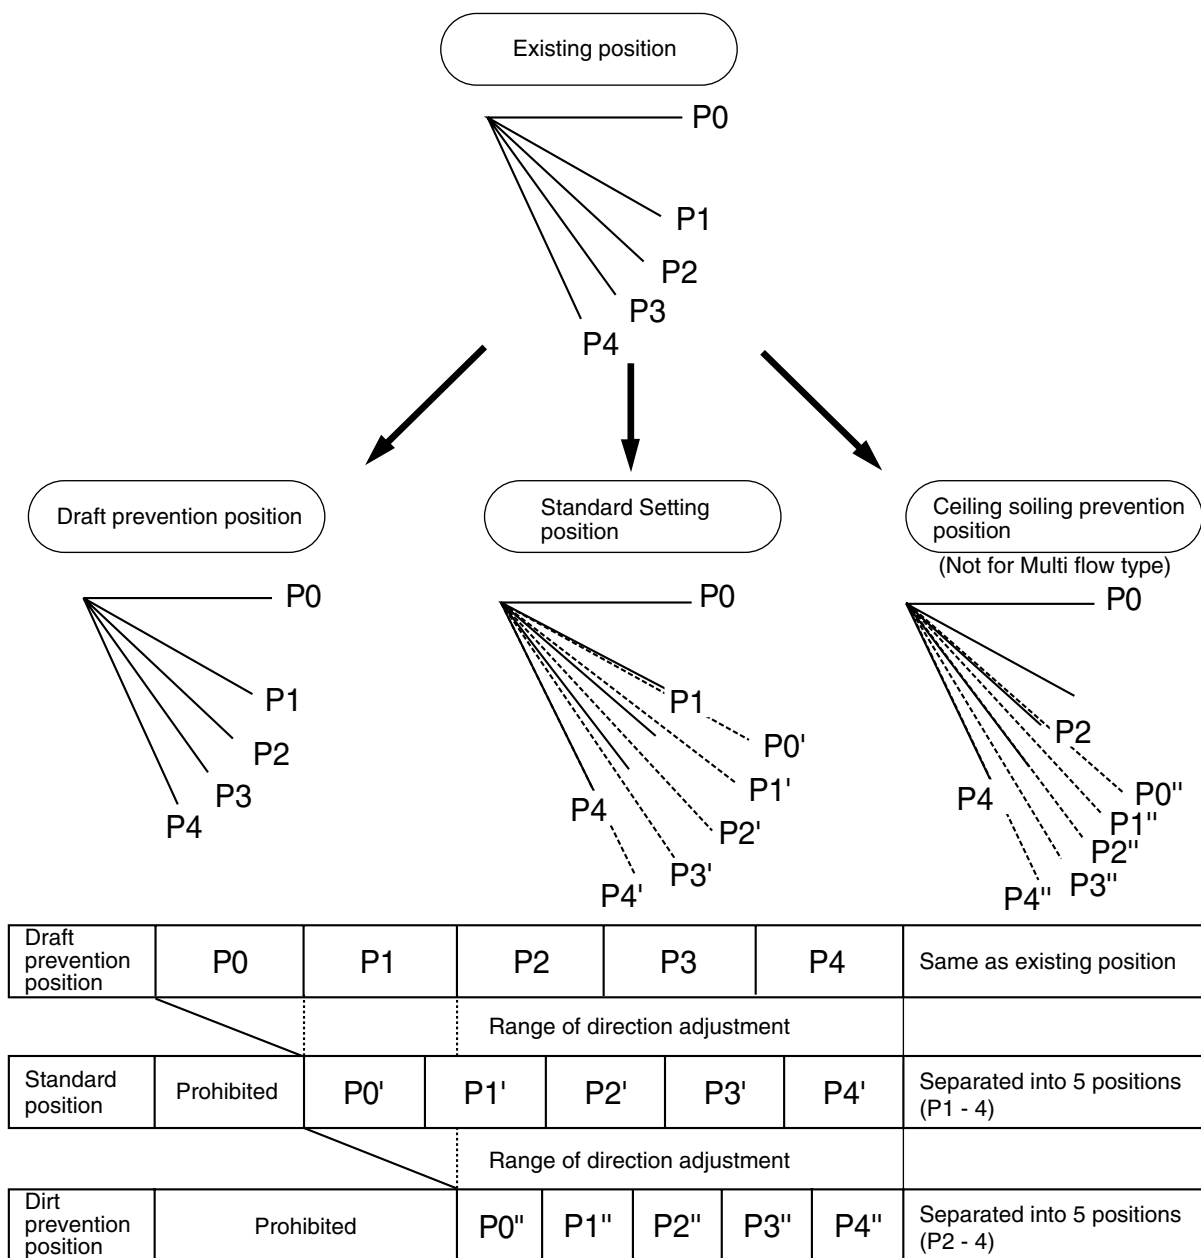 Existing position
P0
P1
P2
P3
P4
Draft prevention position
Standard Setting
position
Ceiling soiling prevention
position
(Not for Multi flow type)
P0
P1
P2
P3
P4
P0
P1
P0'
P1'
P2'
P3'
P4
P4'
P0
P2
P0"
P1"
P2"
P3"
P4
P4"
Draft
prevention
position
P0
P1
P2
P3
P4
Same as existing position
Range of direction adjustment
Standard
position
Prohibited
P0'
P1'
P2'
P3'
P4'
Separated into 5 positions
(P1 - 4)
Range of direction adjustment
Dirt
prevention
position
Prohibited
P0"
P1"
P2"
P3"
P4"
Separated into 5 positions
(P2 - 4)